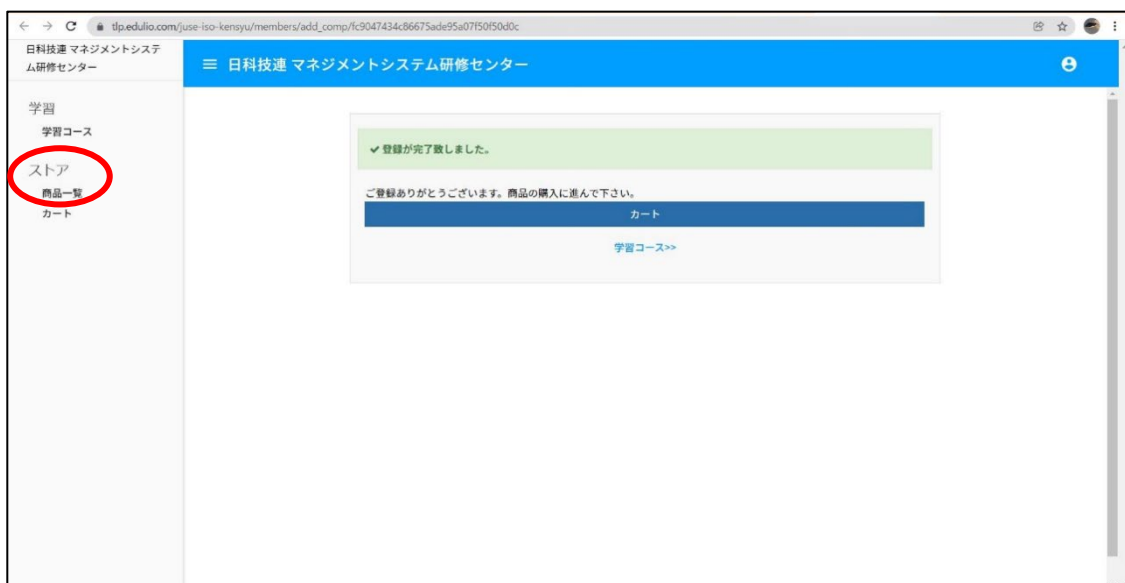 tlp.edulio.com/juse-iso-kensyu/members/add_comp/fc9047434c86675ade95a07f50f50d0c
日科技連 マネジメントシステ
ム研修センター
日科技連 マネジメントシステム研修センター
学習
学習コース
ストア
商品一覧
カート
登録が完了致しました。
ご登録ありがとうございます。商品の購入に進んで下さい。
カート
学習コース>>